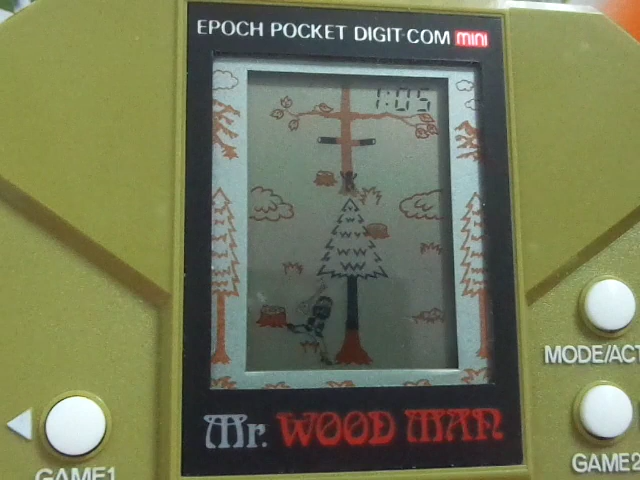 EPOCH POCKET DIGIT-COM mini
1:05
Mr. WOOD MAN
MODE/ACT
GAME1
GAME2